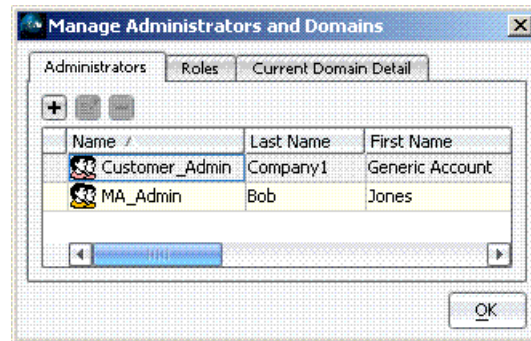 Manage Administrators and Domains
Administrators Roles Current Domain Detail
Name Last Name First Name
Customer_Admin Company1 Generic Account
MA_Admin Bob Jones
OK